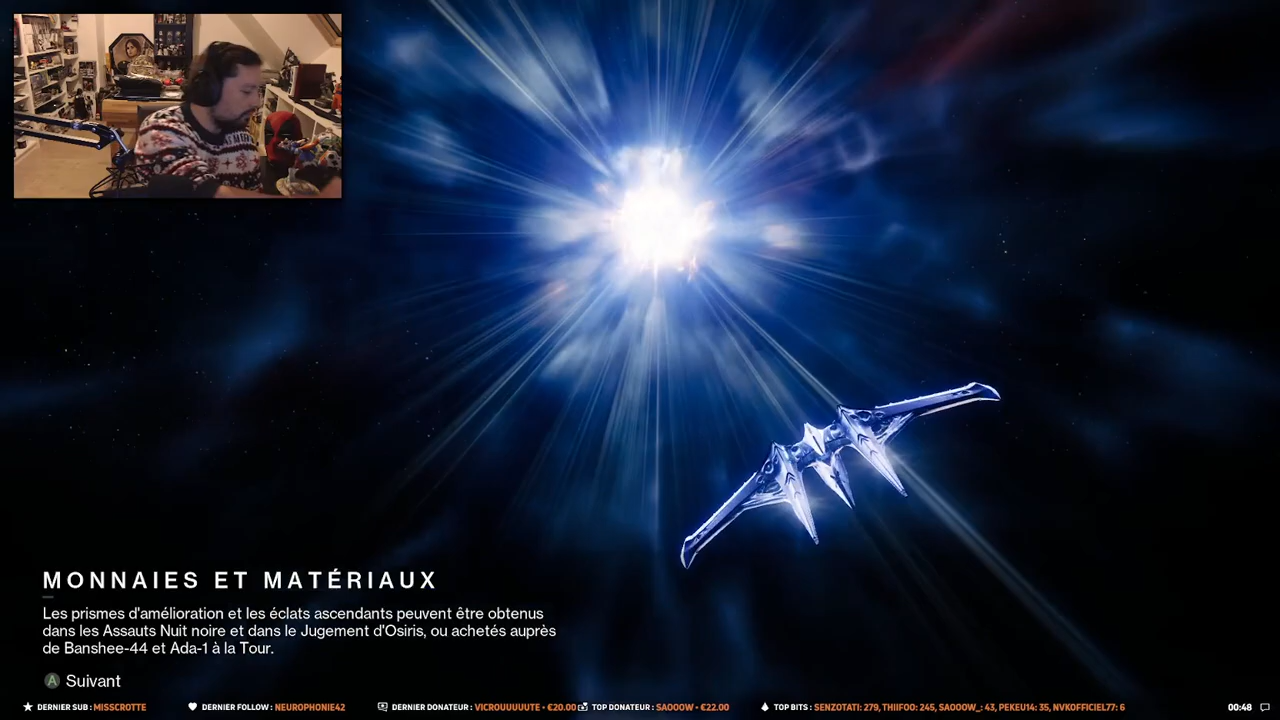 MONNAIES ET MATÉRIAUX
Les prismes d'amélioration et les éclats ascendants peuvent être obtenus
dans les Assauts Nuit noire et dans le Jugement d'Osiris, ou achetés auprès
de Banshee-44 et Ada-1 à la Tour.
A Suivant
DERNIER SUB : MISSCROTTE DERNIER FOLLOW : NEUROPHONIE42 DERNIER DONATEUR : VICROUUUUUTE • €20.00 TOP DONATEUR : SAOOOW • €22.00 TOP BITS : SENZOTATI: 279, THIIFOO: 245, SAOOOW_: 43, PEKEU14: 35, NVKOFFICIEL77: 6 00:48